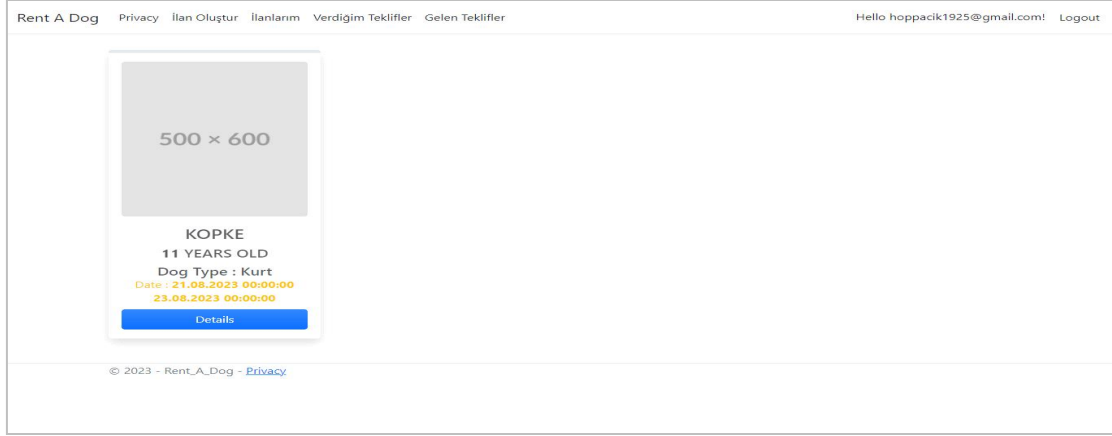 Rent A Dog Privacy İlan Oluştur İlanlarım Verdiğim Teklifler Gelen Teklifler Hello hoppacik1925@gmail.com! Logout
500 × 600
KOPKE
11 YEARS OLD
Dog Type : Kurt
Date : 21.08.2023 00:00:00
23.08.2023 00:00:00
Details
© 2023 - Rent_A_Dog - Privacy